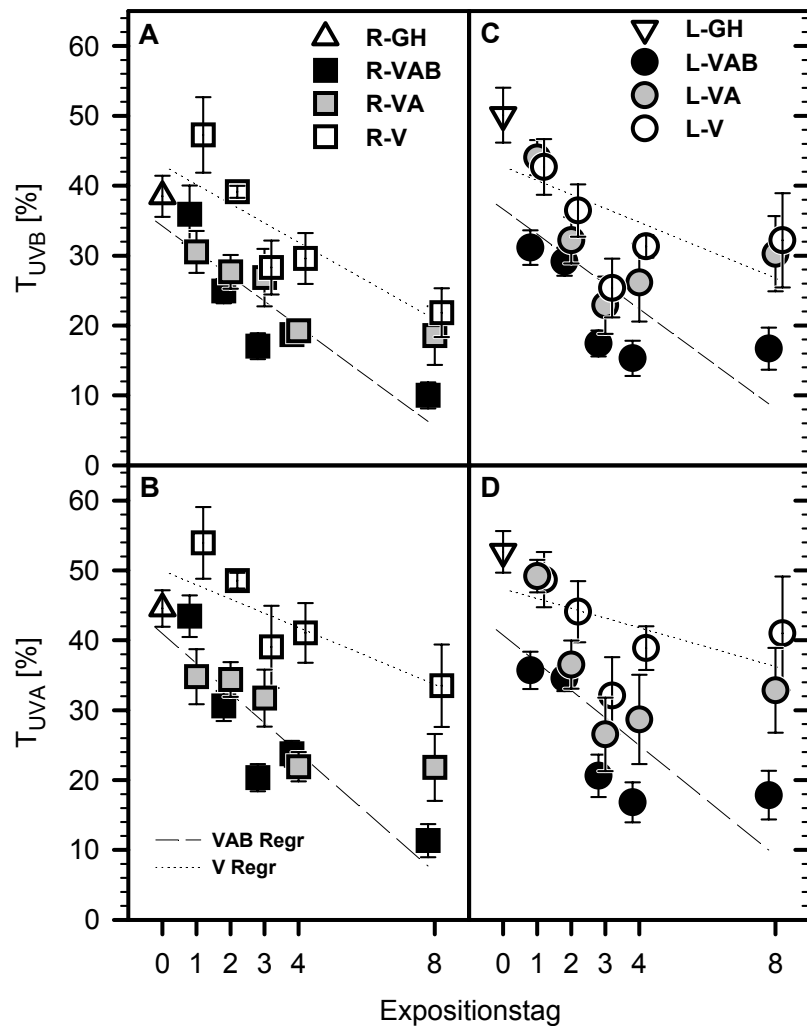 A
R-GH
R-VAB
R-VA
R-V
C
L-GH
L-VAB
L-VA
L-V
60
50
40
30
20
10
0
T_UVB [%]
B
VAB Regr
V Regr
D
60
50
40
30
20
10
0
T_UVA [%]
0 1 2 3 4 8
0 1 2 3 4 8
Expositionstag